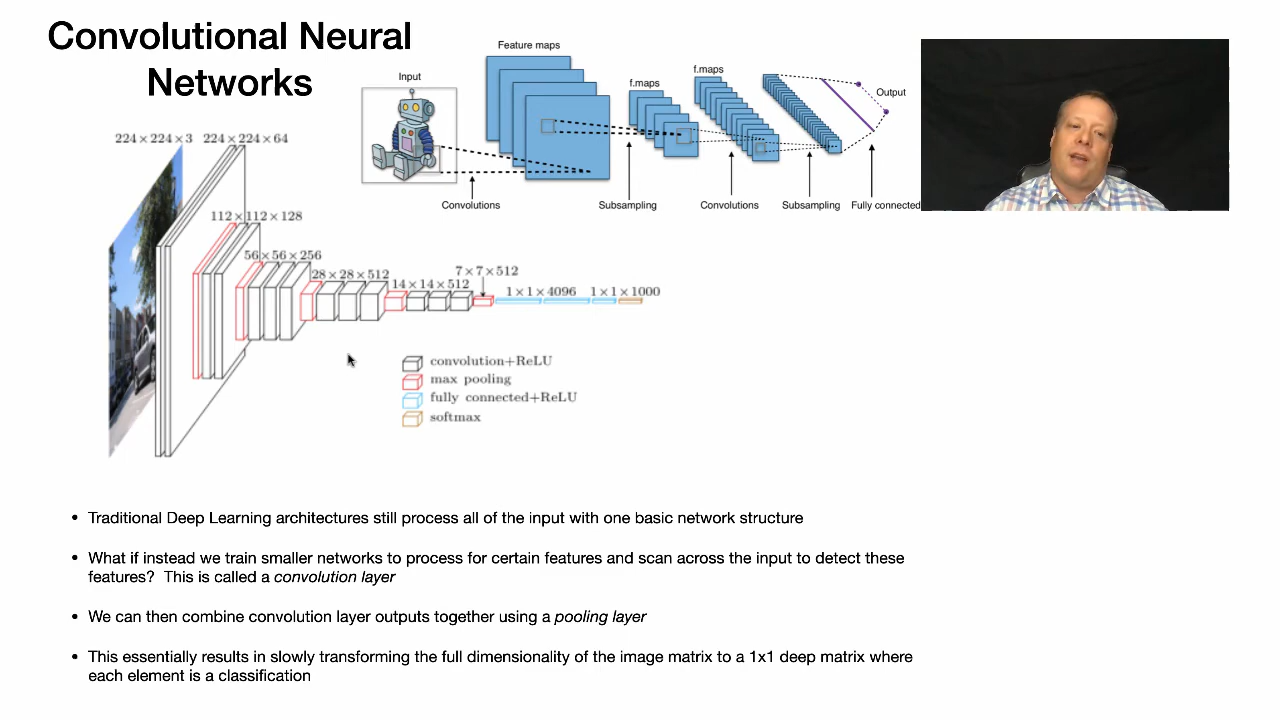 Convolutional Neural
Networks
Feature maps
Input
f.maps
f.maps
Output
Convolutions
Subsampling
Convolutions
Subsampling
Fully connected
224×224×3
224×224×64
112×112×128
56×56×256
28×28×512
14×14×512
7×7×512
1×1×4096
1×1×1000
convolution+ReLU
max pooling
fully connected+ReLU
softmax
• Traditional Deep Learning architectures still process all of the input with one basic network structure
• What if instead we train smaller networks to process for certain features and scan across the input to detect these
features? This is called a convolution layer
• We can then combine convolution layer outputs together using a pooling layer
• This essentially results in slowly transforming the full dimensionality of the image matrix to a 1x1 deep matrix where
each element is a classification